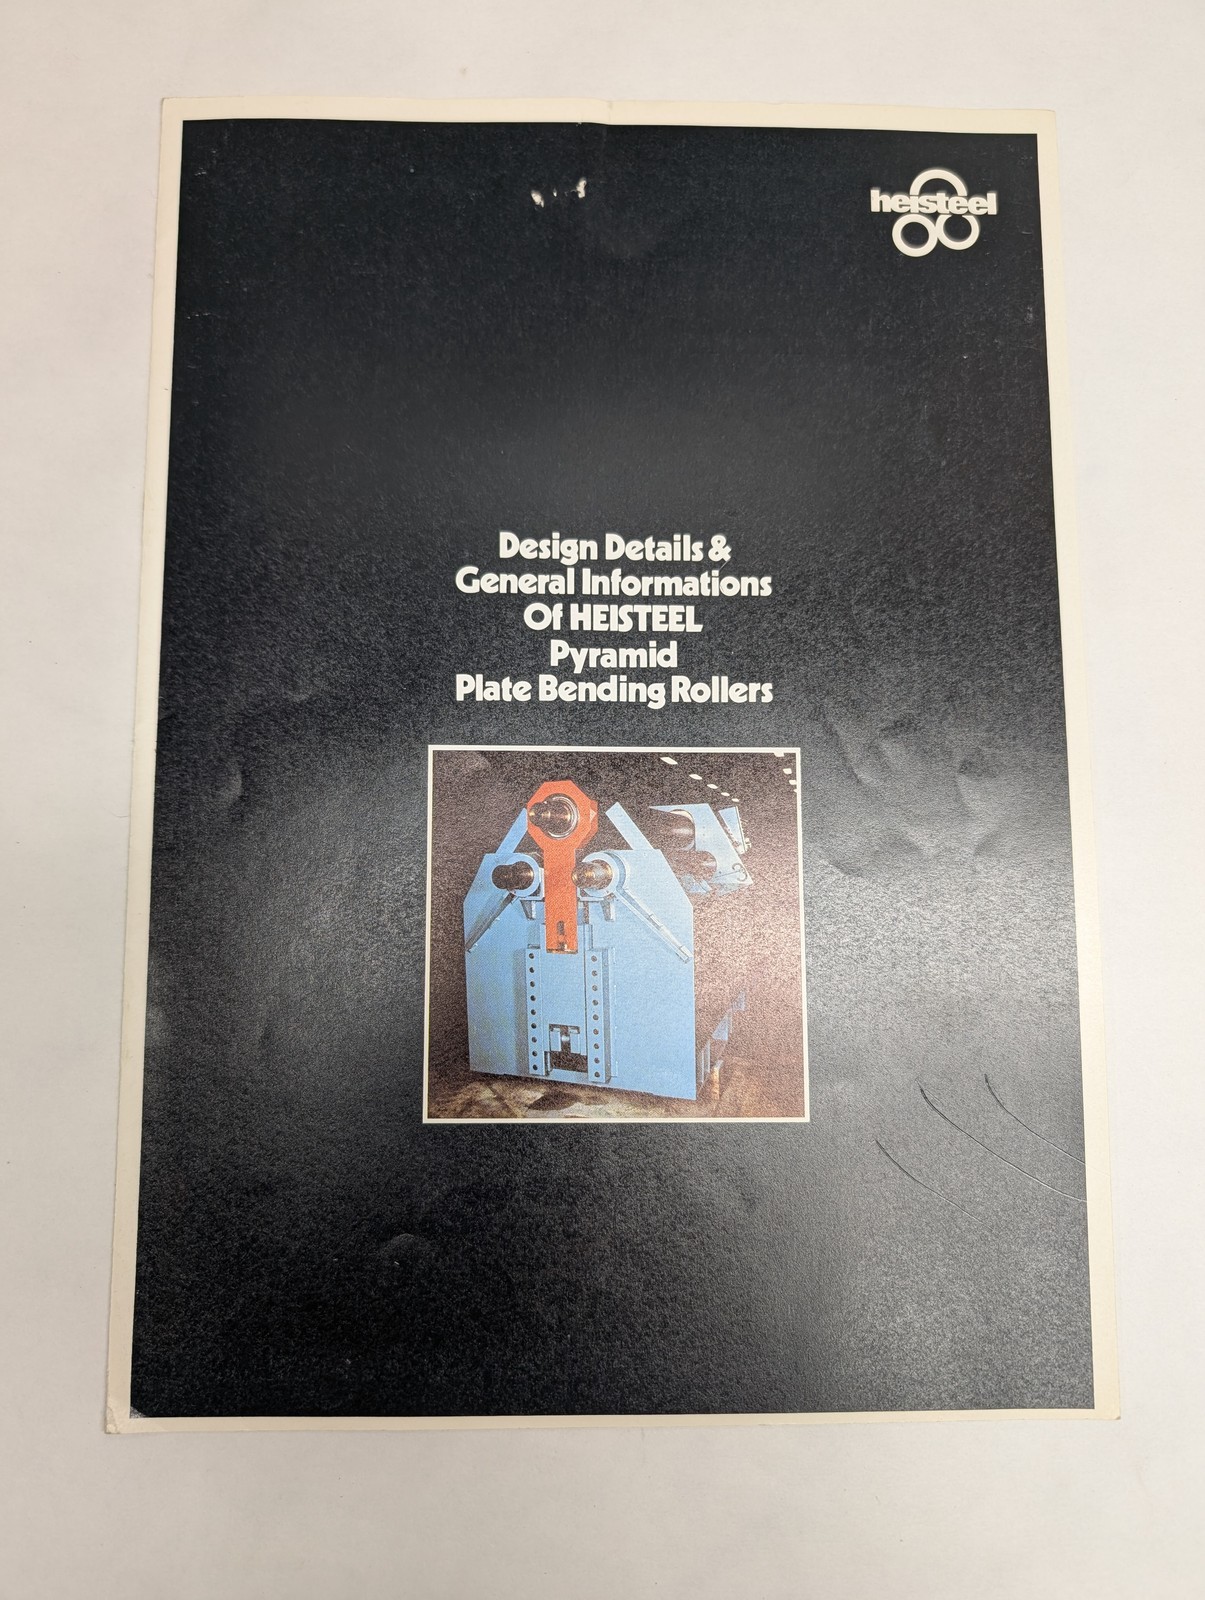 heisteel
Design Details &
General Informations
Of HEISTEEL
Pyramid
Plate Bending Rollers